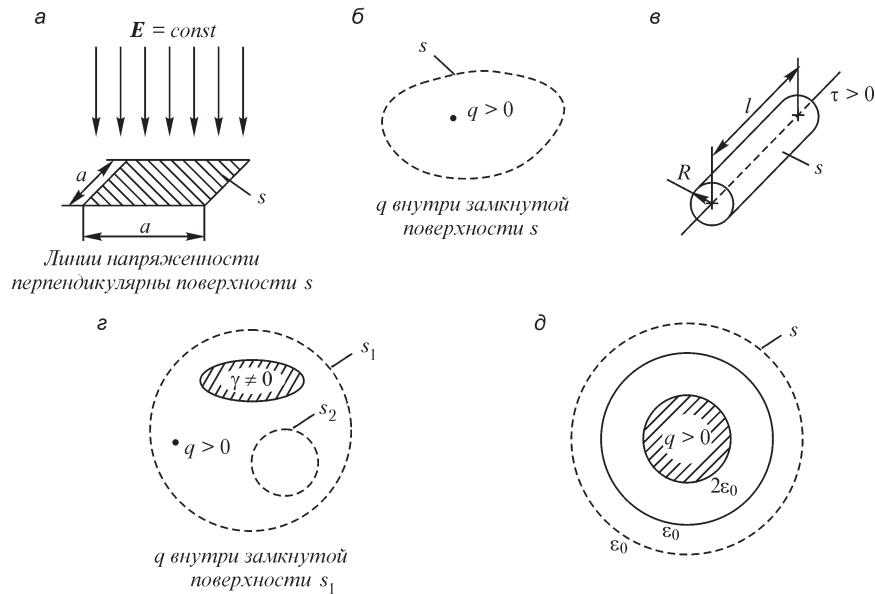 а
E = const
a
a
s
Линии напряженности
перпендикулярны поверхности s
б
s
q > 0
q внутри замкнутой
поверхности s
в
l
τ > 0
R
s
г
s1
γ ≠ 0
s2
q > 0
q внутри замкнутой
поверхности s1
д
s
q > 0
2ε0
ε0
ε0